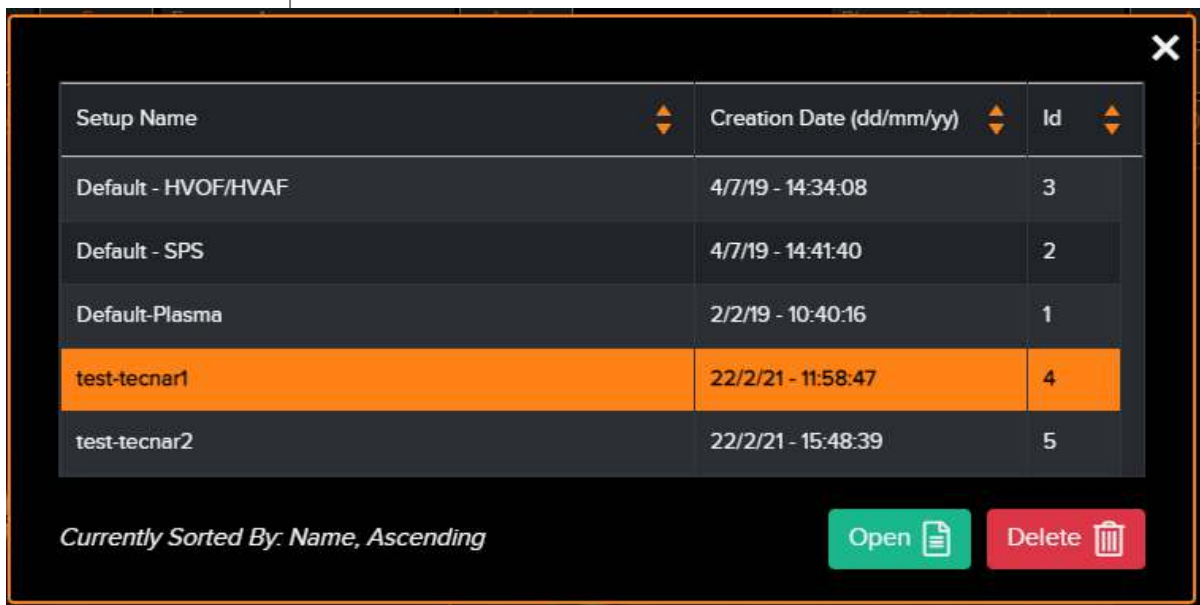 Setup Name Creation Date (dd/mm/yy) Id
Default - HVOF/HVAF 4/7/19 - 14:34:08 3
Default - SPS 4/7/19 - 14:41:40 2
Default-Plasma 2/2/19 - 10:40:16 1
test-tecnar1 22/2/21 - 11:58:47 4
test-tecnar2 22/2/21 - 15:48:39 5
Currently Sorted By: Name, Ascending Open Delete